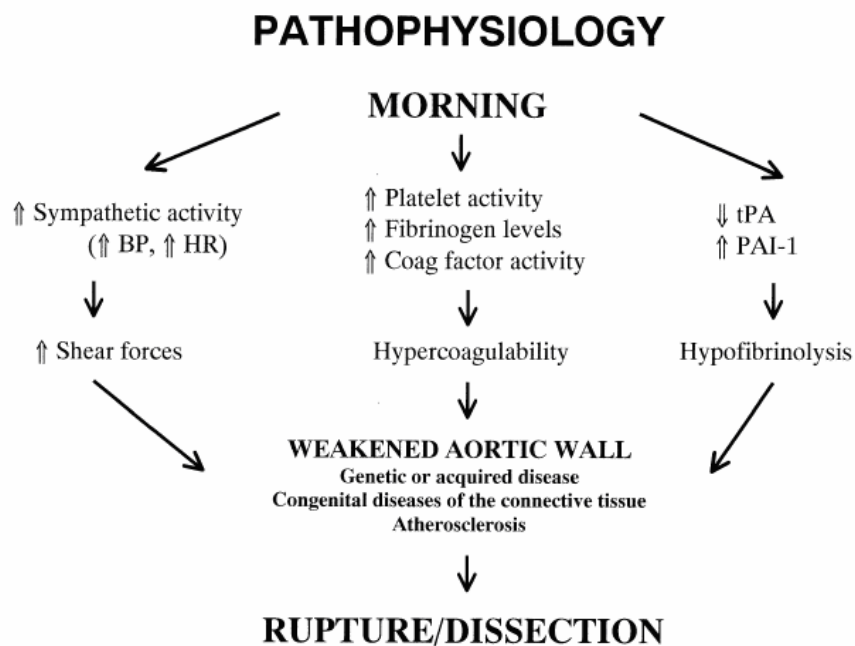 PATHOPHYSIOLOGY
MORNING
⇑ Sympathetic activity
(⇑ BP, ⇑ HR)
⇑ Shear forces
⇑ Platelet activity
⇑ Fibrinogen levels
⇑ Coag factor activity
Hypercoagulability
⇓ tPA
⇑ PAI-1
Hypofibrinolysis
WEAKENED AORTIC WALL
Genetic or acquired disease
Congenital diseases of the connective tissue
Atherosclerosis
RUPTURE/DISSECTION